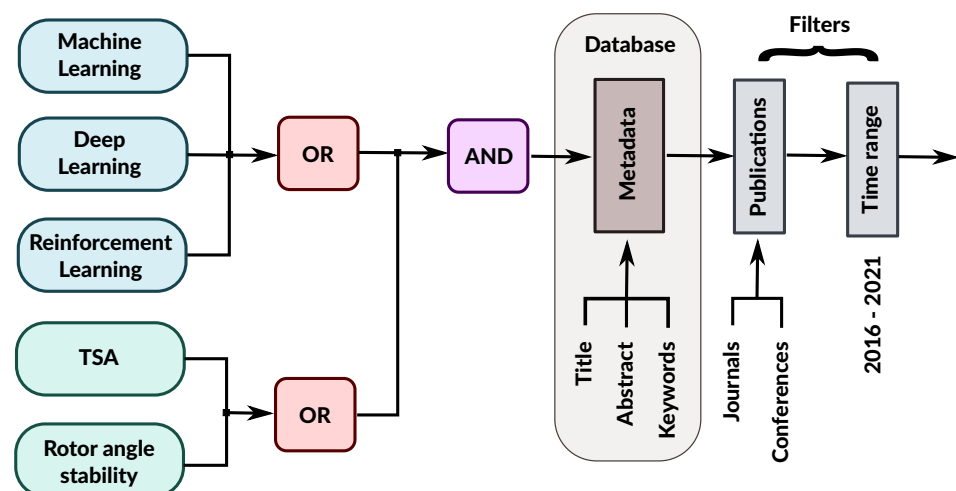 Machine
Learning
Deep
Learning
Reinforcement
Learning
TSA
Rotor angle
stability
OR
OR
AND
Database
Metadata
Title
Abstract
Keywords
Filters
Publications
Time range
Journals
Conferences
2016 - 2021